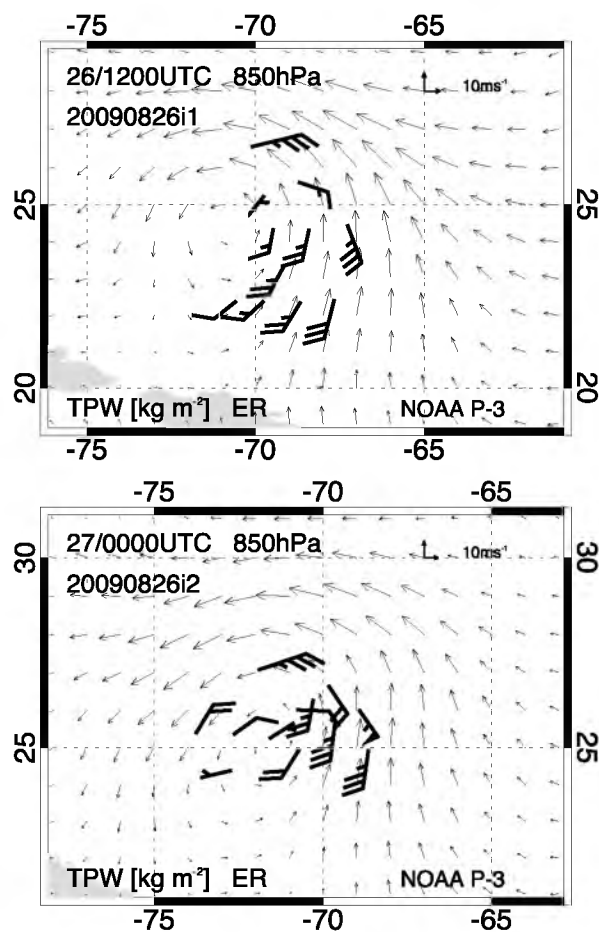 -75 -70 -65
26/1200UTC 850hPa
10ms⁻¹
20090826i1
25 25
20 20
TPW [kg m⁻²] ER NOAA P-3
-75 -70 -65
-75 -70 -65
30 30
27/0000UTC 850hPa
10ms⁻¹
20090826i2
25 25
TPW [kg m⁻²] ER NOAA P-3
-75 -70 -65